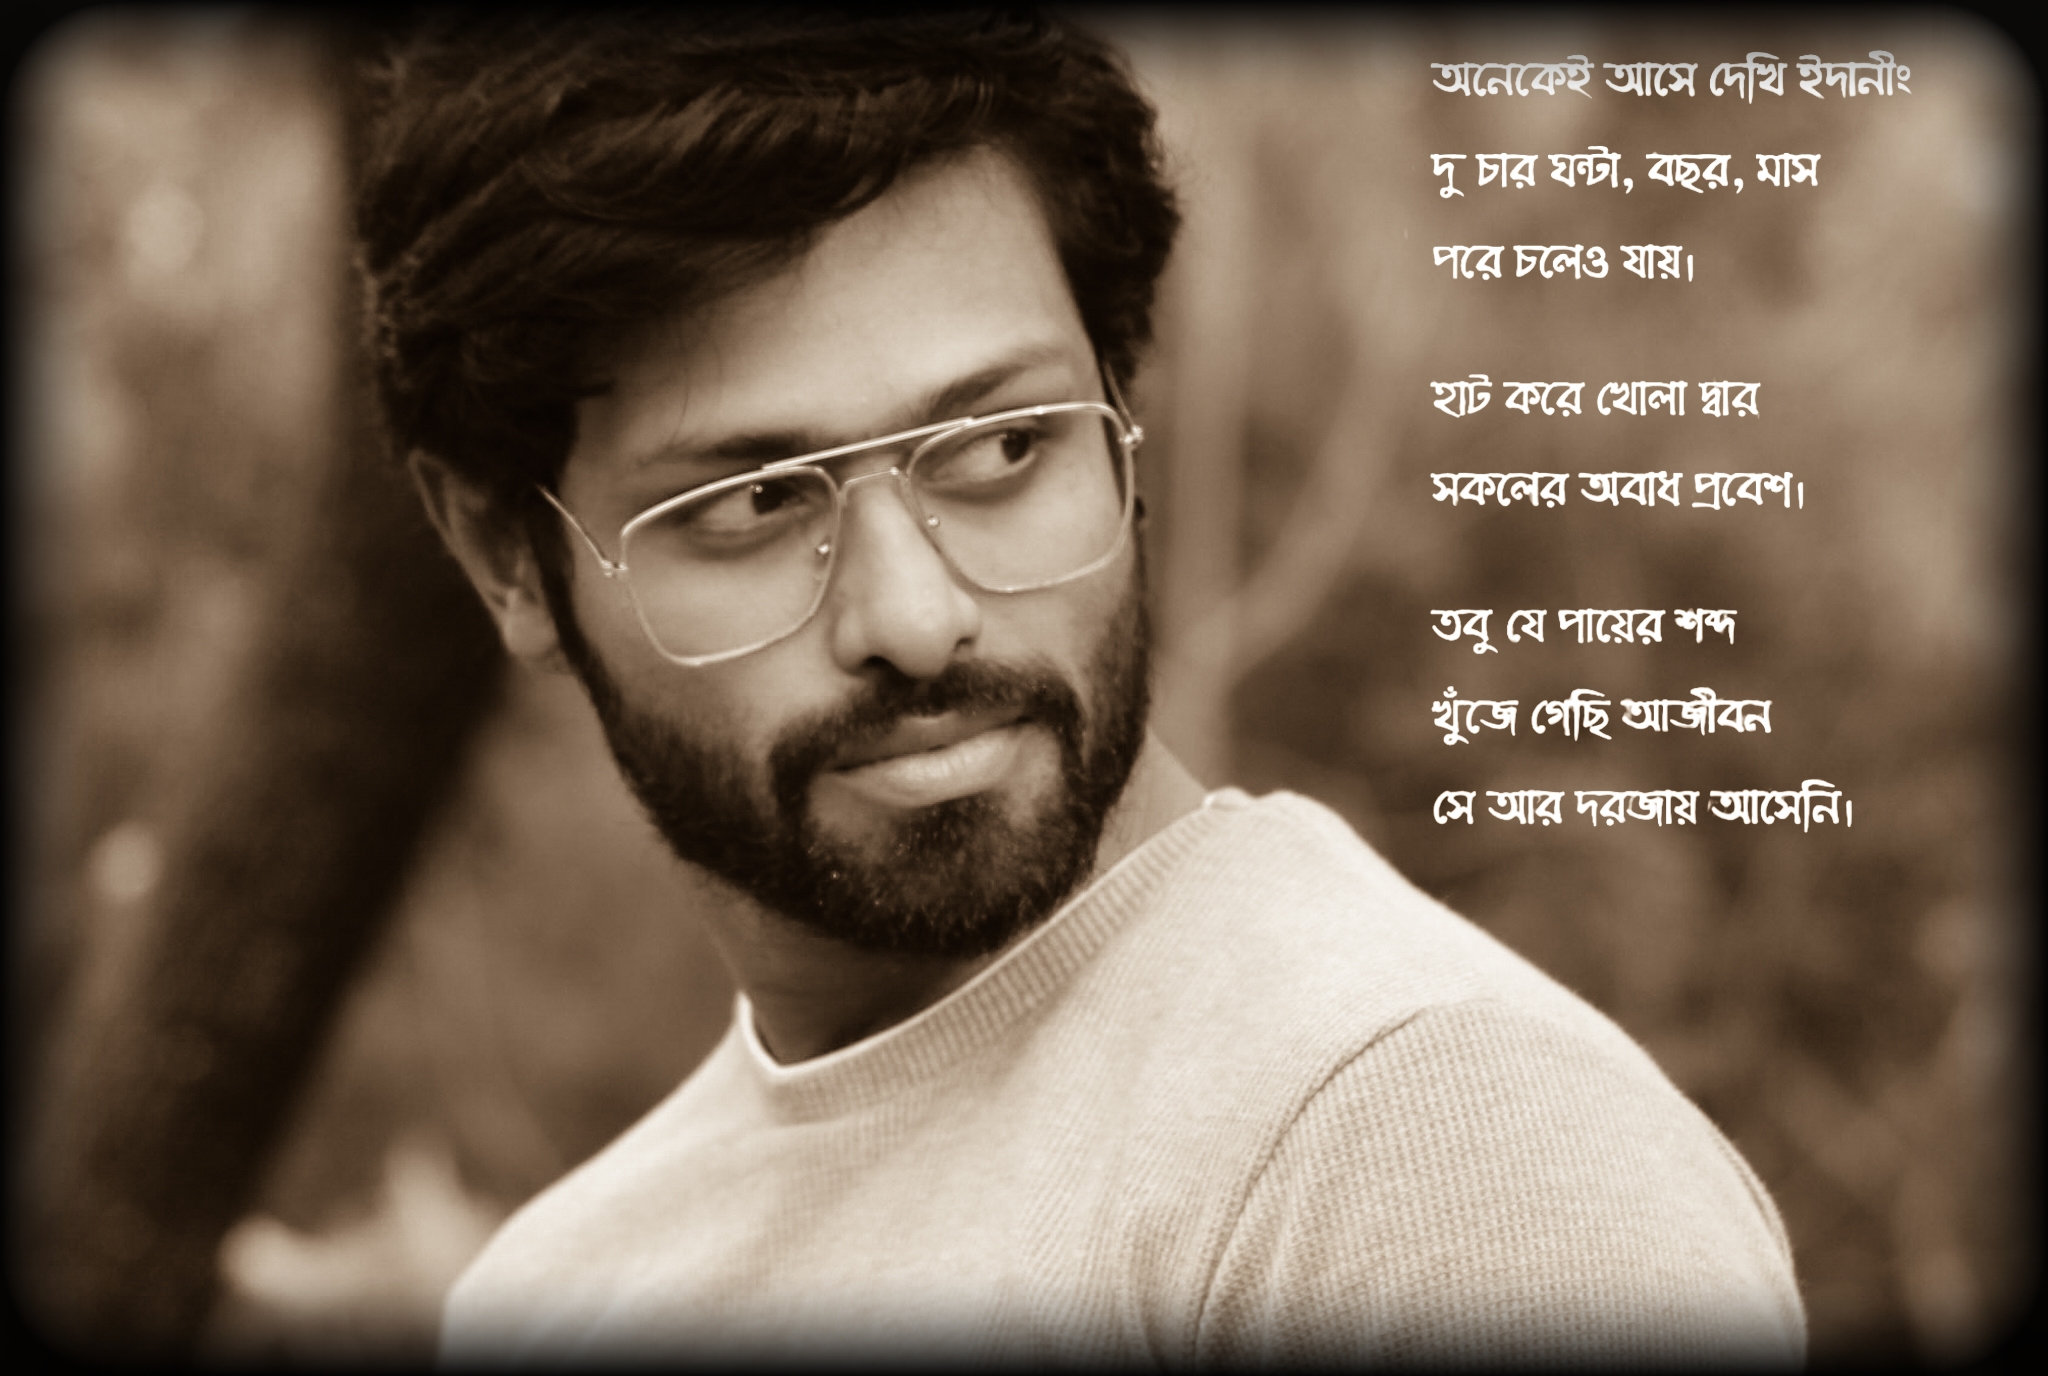 অনেকেই আসে দেখি ইদানীং
দু চার ঘন্টা, বছর, মাস
পরে চলেও যায়।
হাট করে খোলা দ্বার
সকলের অবাধ প্রবেশ।
তবু যে পায়ের শব্দ
খুঁজে গেছি আজীবন
সে আর দরজায় আসেনি।